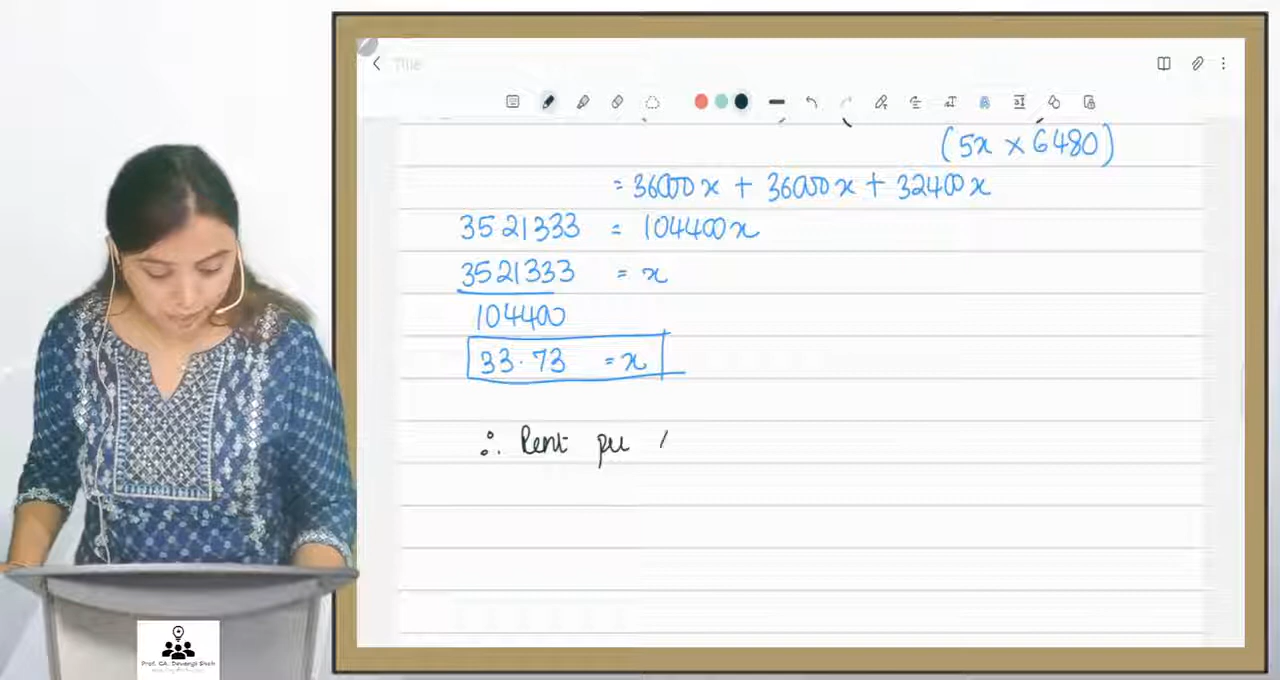 Title
(5x × 6480)
= 36000x + 36000x + 32400x
3521333 = 104400x
3521333 = x
104400
33.73 = x
∴ Rent per
Prof. CA. Devangi Shah